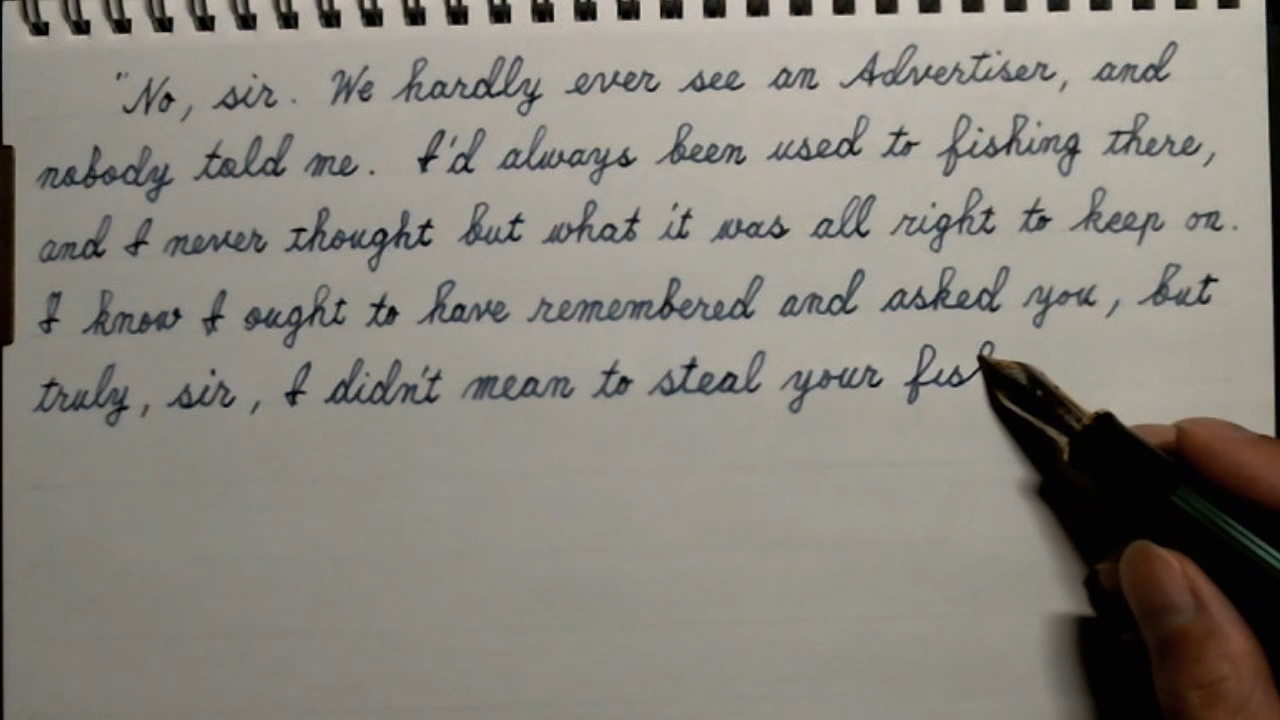 "No, sir. We hardly ever see an Advertiser, and
nobody told me. I'd always been used to fishing there,
and I never thought but what it was all right to keep on.
I know I ought to have remembered and asked you, but
truly, sir, I didn't mean to steal your fis